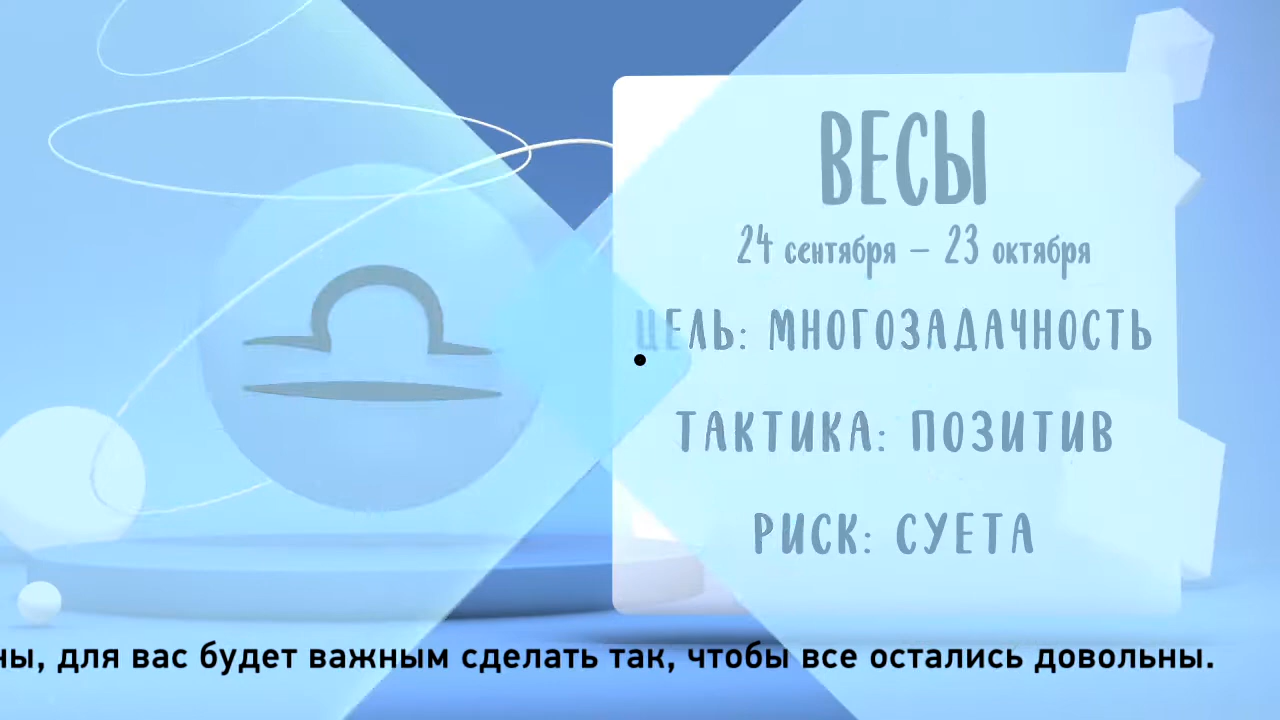 ВЕСЫ
24 сентября – 23 октября
ЦЕЛЬ: МНОГОЗАДАЧНОСТЬ
ТАКТИКА: ПОЗИТИВ
РИСК: СУЕТА
для вас будет важным сделать так, чтобы все остались довольны.